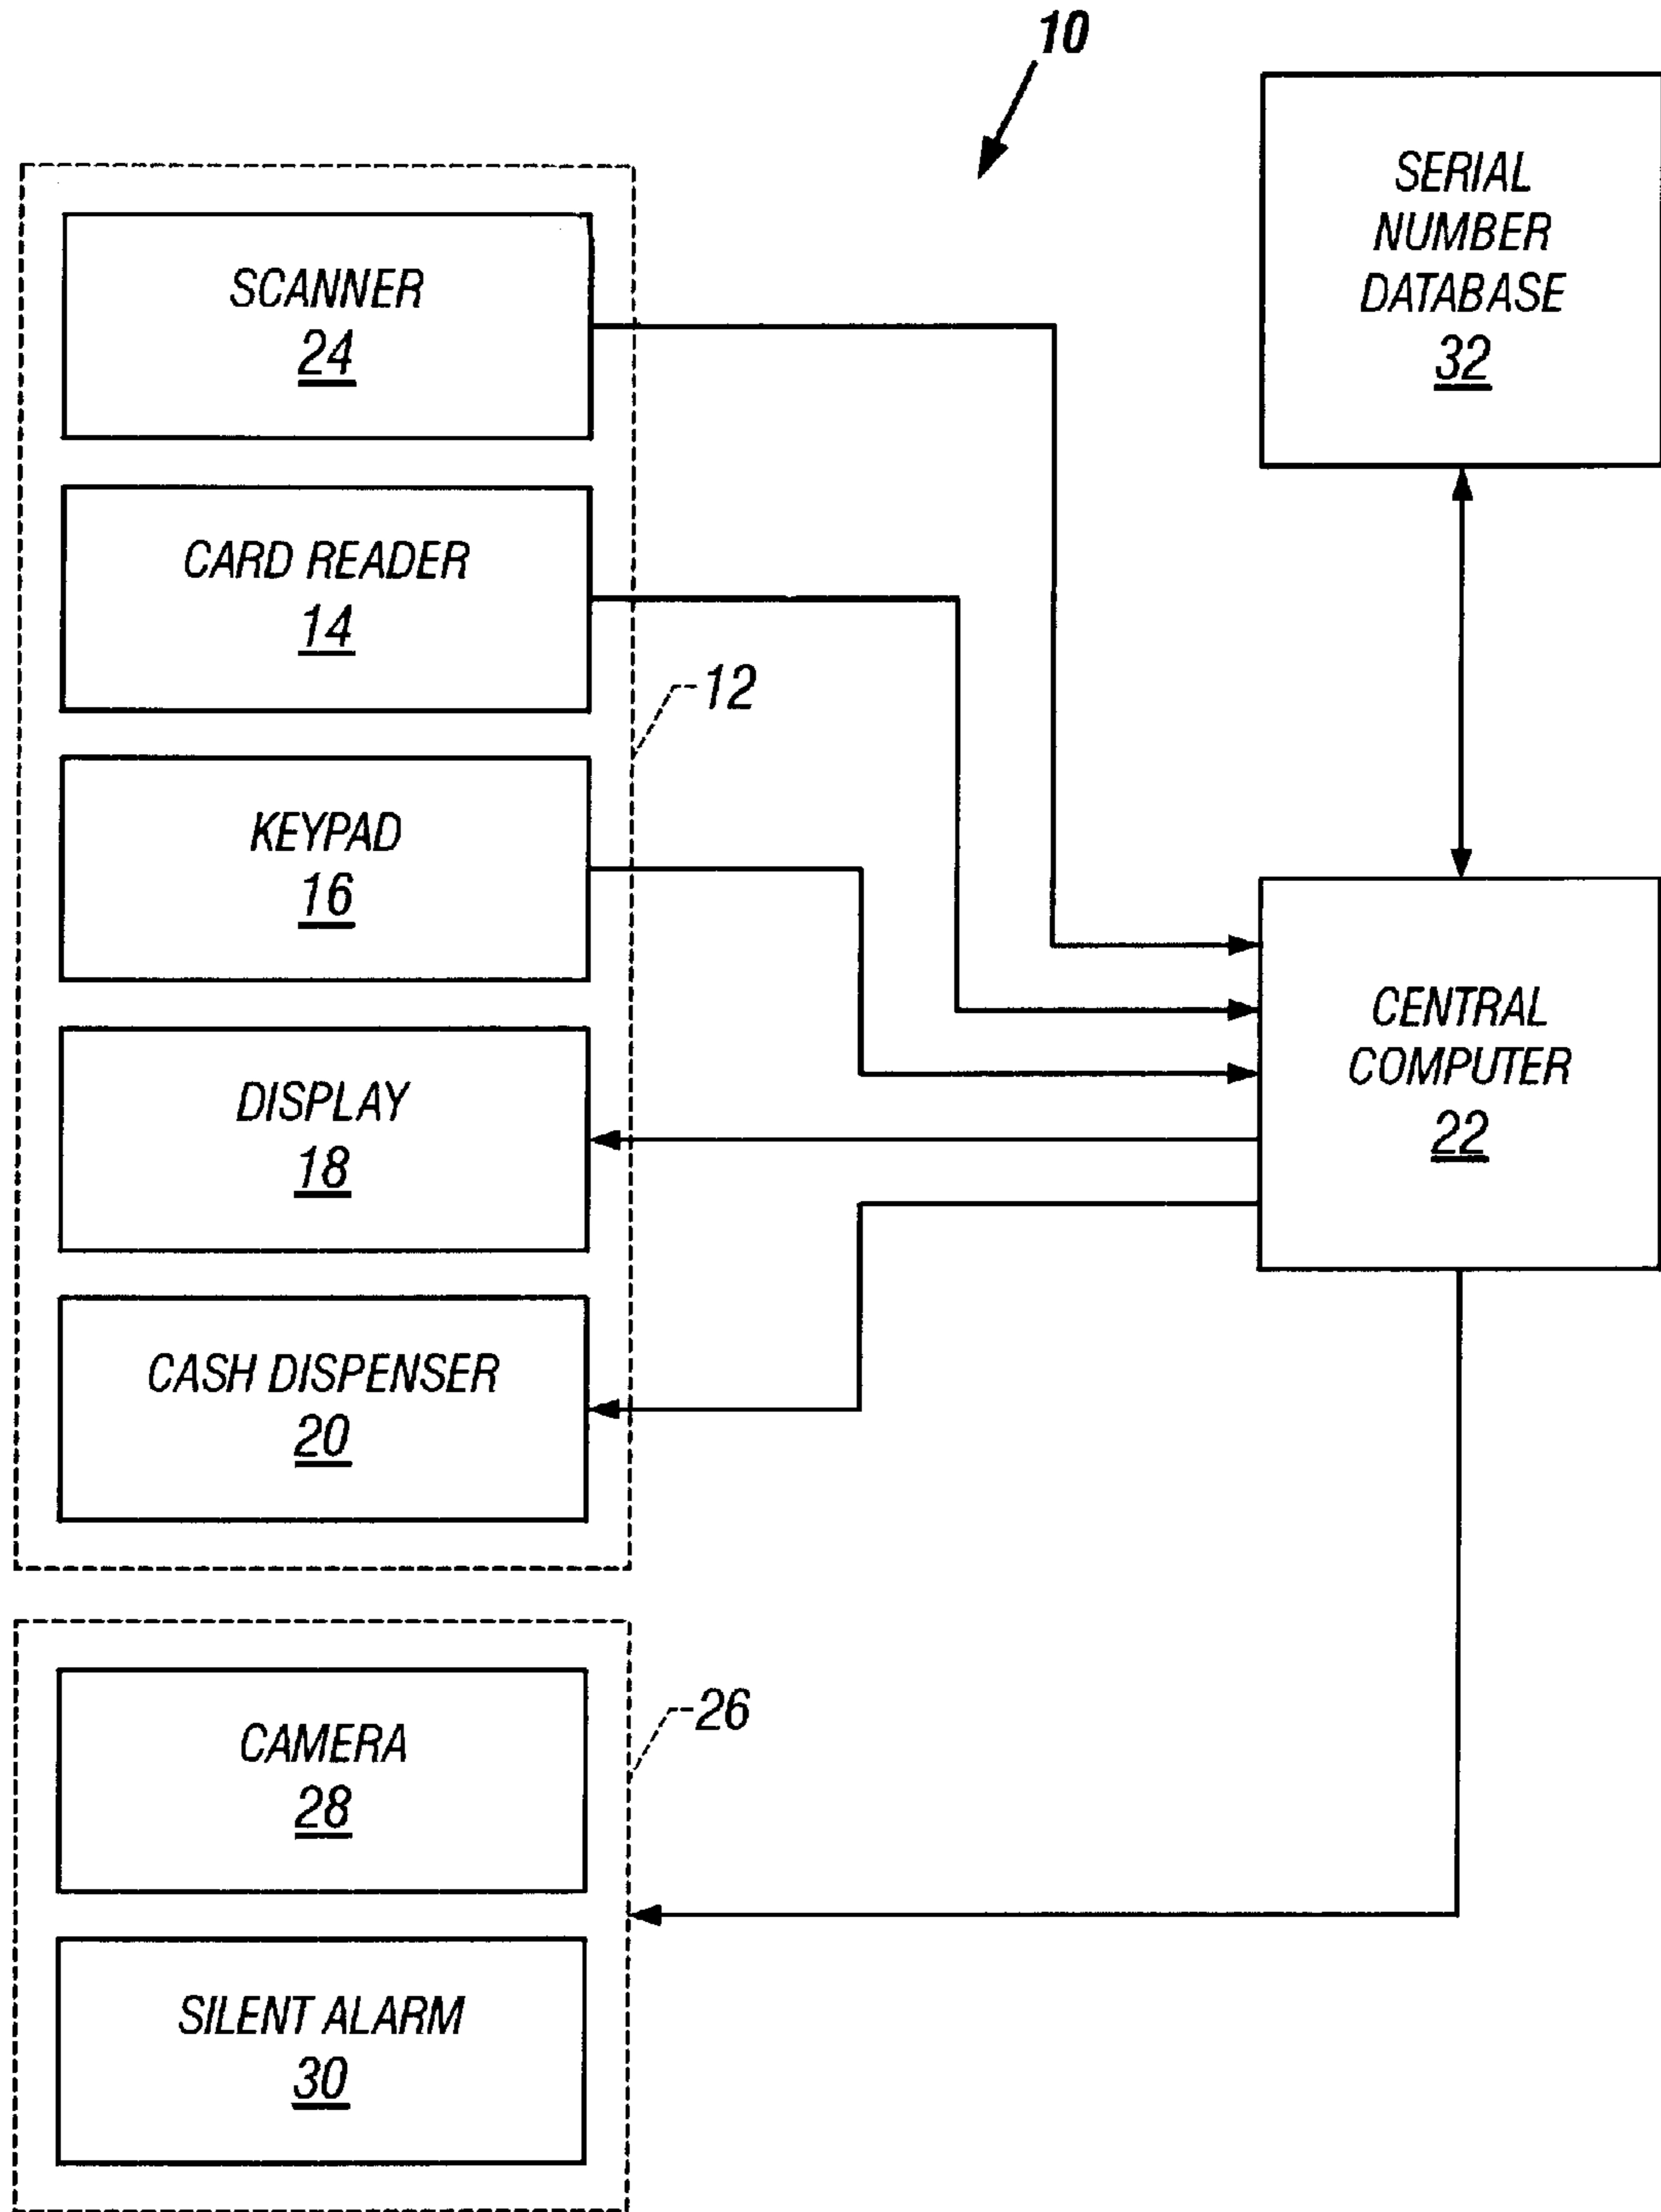 10
SCANNER
24
CARD READER
14
12
KEYPAD
16
DISPLAY
18
CASH DISPENSER
20
SERIAL
NUMBER
DATABASE
32
CENTRAL
COMPUTER
22
26
CAMERA
28
SILENT ALARM
30